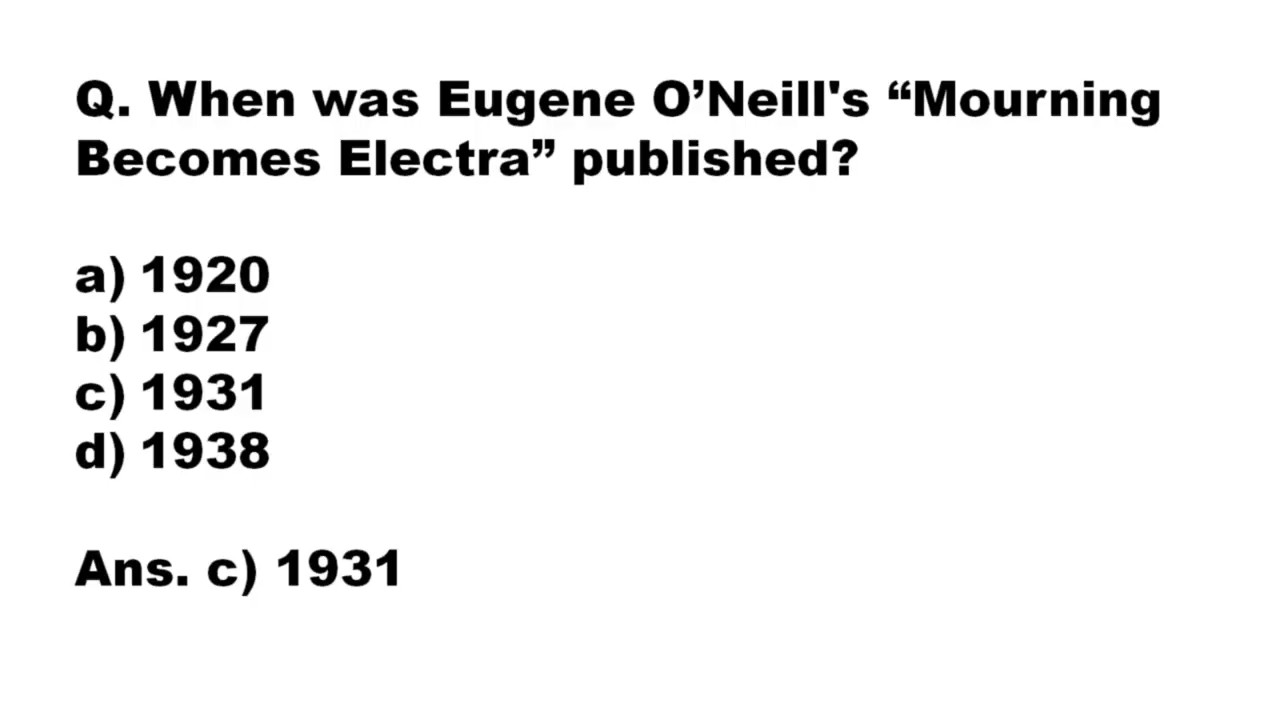 Q. When was Eugene O’Neill's “Mourning
Becomes Electra” published?
a) 1920
b) 1927
c) 1931
d) 1938
Ans. c) 1931